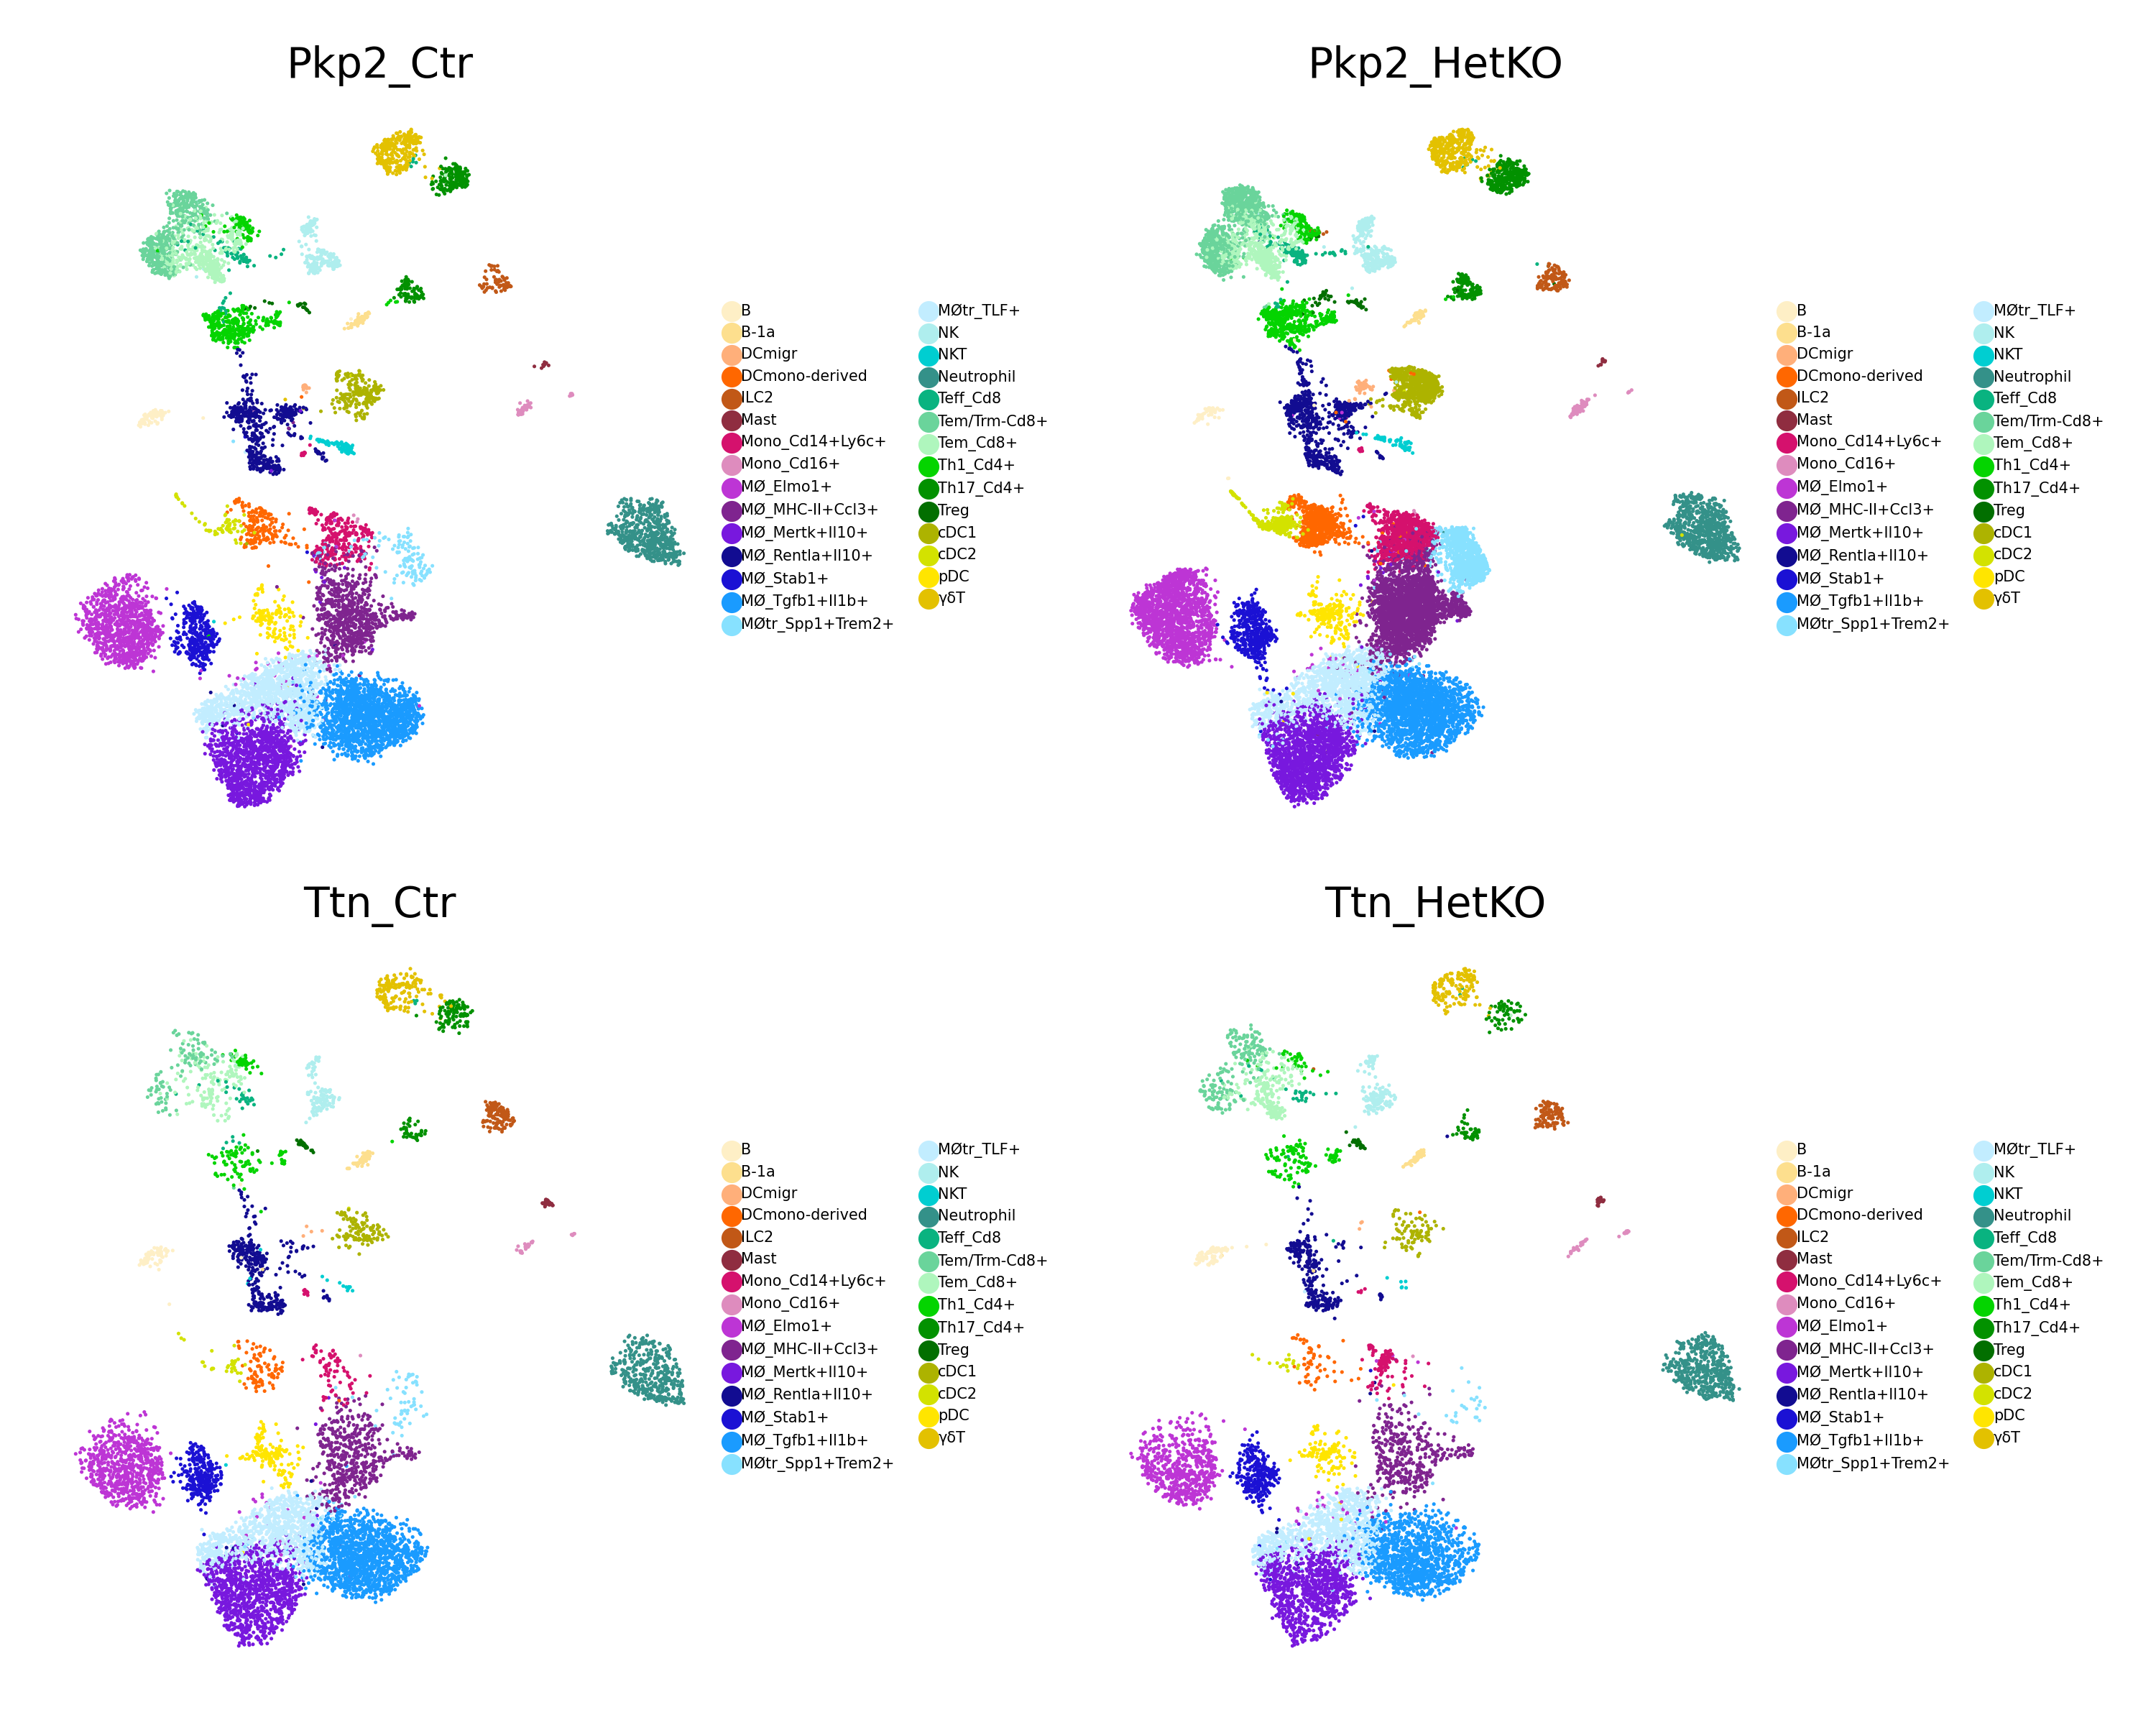 Pkp2_Ctr
B
B-1a
DCmigr
DCmono-derived
ILC2
Mast
Mono_Cd14+Ly6c+
Mono_Cd16+
MØ_Elmo1+
MØ_MHC-II+Ccl3+
MØ_Mertk+Il10+
MØ_Rentla+Il10+
MØ_Stab1+
MØ_Tgfb1+Il1b+
MØtr_Spp1+Trem2+
MØtr_TLF+
NK
NKT
Neutrophil
Teff_Cd8
Tem/Trm-Cd8+
Tem_Cd8+
Th1_Cd4+
Th17_Cd4+
Treg
cDC1
cDC2
pDC
γδT
Pkp2_HetKO
B
B-1a
DCmigr
DCmono-derived
ILC2
Mast
Mono_Cd14+Ly6c+
Mono_Cd16+
MØ_Elmo1+
MØ_MHC-II+Ccl3+
MØ_Mertk+Il10+
MØ_Rentla+Il10+
MØ_Stab1+
MØ_Tgfb1+Il1b+
MØtr_Spp1+Trem2+
MØtr_TLF+
NK
NKT
Neutrophil
Teff_Cd8
Tem/Trm-Cd8+
Tem_Cd8+
Th1_Cd4+
Th17_Cd4+
Treg
cDC1
cDC2
pDC
γδT
Ttn_Ctr
B
B-1a
DCmigr
DCmono-derived
ILC2
Mast
Mono_Cd14+Ly6c+
Mono_Cd16+
MØ_Elmo1+
MØ_MHC-II+Ccl3+
MØ_Mertk+Il10+
MØ_Rentla+Il10+
MØ_Stab1+
MØ_Tgfb1+Il1b+
MØtr_Spp1+Trem2+
MØtr_TLF+
NK
NKT
Neutrophil
Teff_Cd8
Tem/Trm-Cd8+
Tem_Cd8+
Th1_Cd4+
Th17_Cd4+
Treg
cDC1
cDC2
pDC
γδT
Ttn_HetKO
B
B-1a
DCmigr
DCmono-derived
ILC2
Mast
Mono_Cd14+Ly6c+
Mono_Cd16+
MØ_Elmo1+
MØ_MHC-II+Ccl3+
MØ_Mertk+Il10+
MØ_Rentla+Il10+
MØ_Stab1+
MØ_Tgfb1+Il1b+
MØtr_Spp1+Trem2+
MØtr_TLF+
NK
NKT
Neutrophil
Teff_Cd8
Tem/Trm-Cd8+
Tem_Cd8+
Th1_Cd4+
Th17_Cd4+
Treg
cDC1
cDC2
pDC
γδT